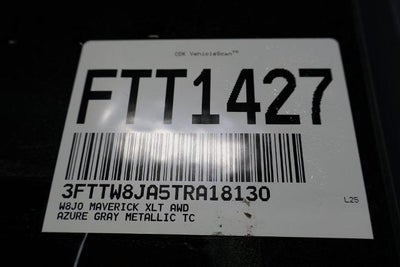 CDK VehicleScan™
FTT1427
3FTTW8JA5TRA18130
W8J0 MAVERICK XLT AWD
AZURE GRAY METALLIC TC
L25